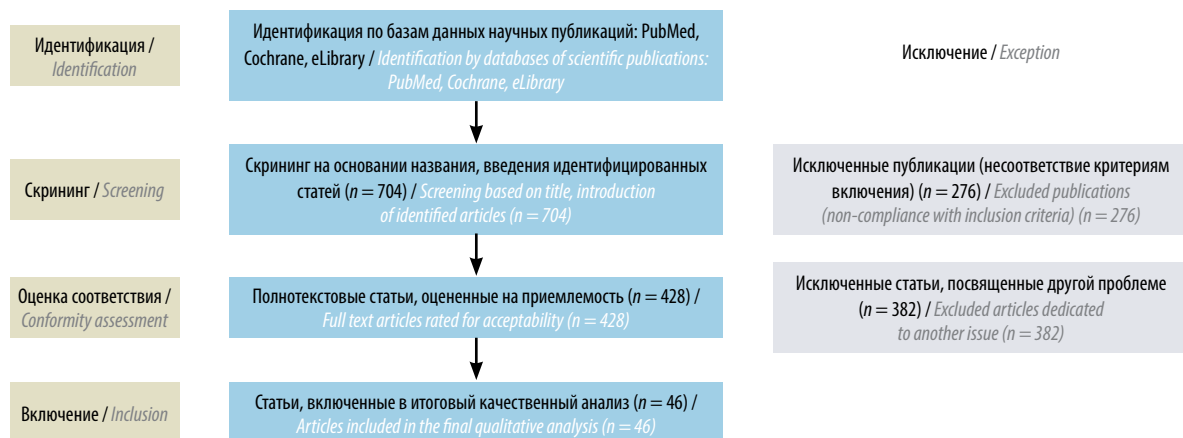 Идентификация /
Identification
Идентификация по базам данных научных публикаций: PubMed,
Cochrane, eLibrary / Identification by databases of scientific publications:
PubMed, Cochrane, eLibrary
Исключение / Exception
Скрининг / Screening
Скрининг на основании названия, введения идентифицированных
статей (n = 704) / Screening based on title, introduction
of identified articles (n = 704)
Исключенные публикации (несоответствие критериям
включения) (n = 276) / Excluded publications
(non-compliance with inclusion criteria) (n = 276)
Оценка соответствия /
Conformity assessment
Полнотекстовые статьи, оцененные на приемлемость (n = 428) /
Full text articles rated for acceptability (n = 428)
Исключенные статьи, посвященные другой проблеме
(n = 382) / Excluded articles dedicated
to another issue (n = 382)
Включение / Inclusion
Статьи, включенные в итоговый качественный анализ (n = 46) /
Articles included in the final qualitative analysis (n = 46)